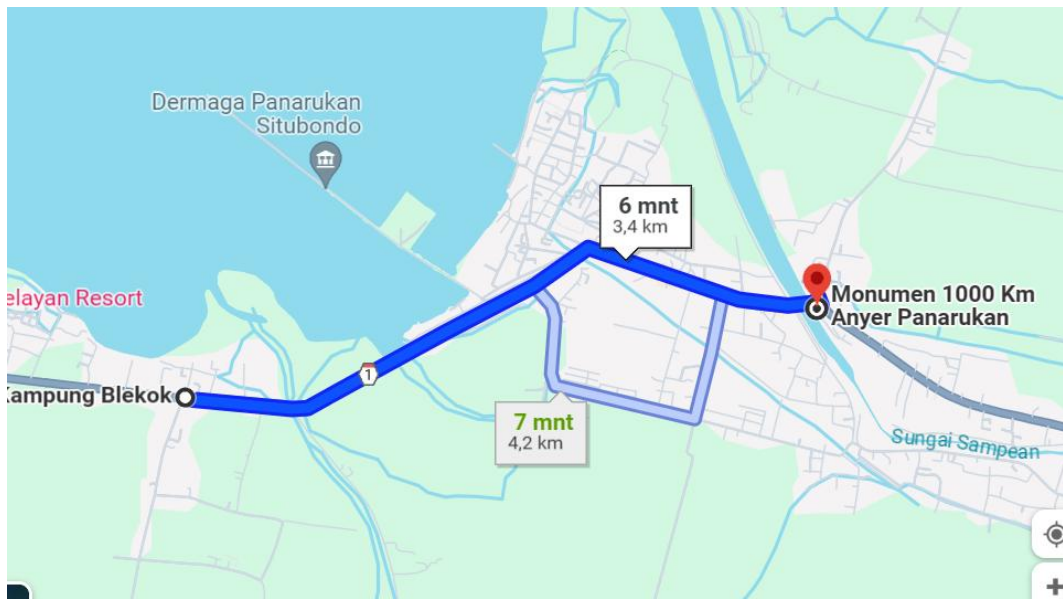 Dermaga Panarukan
Situbondo
6 mnt
3,4 km
elayan Resort
Monumen 1000 Km
Anyer Panarukan
1
Kampung Blekok
7 mnt
4,2 km
Sungai Sampean